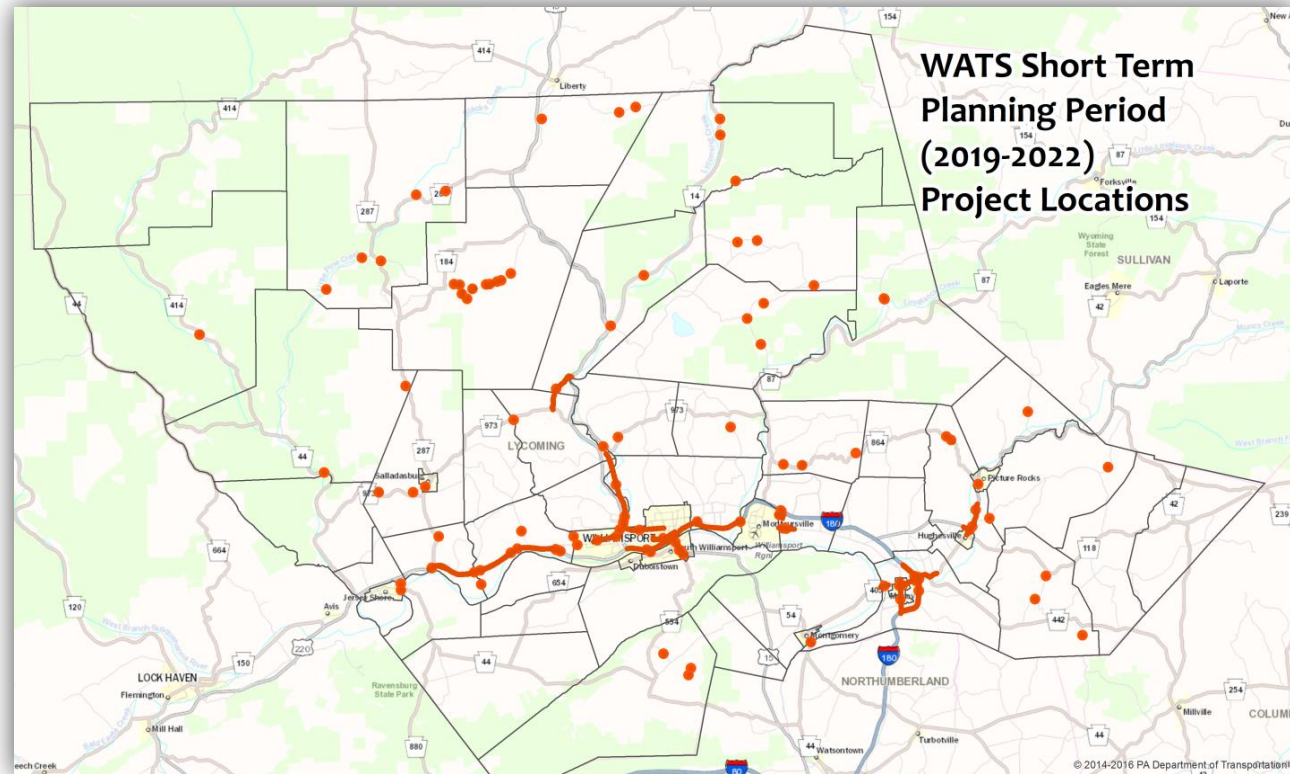 WATS Short Term
Planning Period
(2019-2022)
Project Locations
154
414
Liberty
414
154
Forksville
87
14
287
184
154
Wyoming
State
Forest
SULLIVAN
Eagles Mere
42
Laporte
87
44
414
87
973
973
LYCOMING
864
44
287
Salladasburg
Picture Rocks
42
239
180
Montoursville
Williamsport
Rgnl
Hughesville
118
664
654
Duboistown
Jersey Shore
Avis
405
120
220
150
54
554
442
Montgomery
15
180
44
LOCK HAVEN
Flemington
Ravensburg
State Park
NORTHUMBERLAND
254
Mill Hall
Millville
880
44
Watsontown
Turbotville
44
80
© 2014-2016 PA Department of Transportation